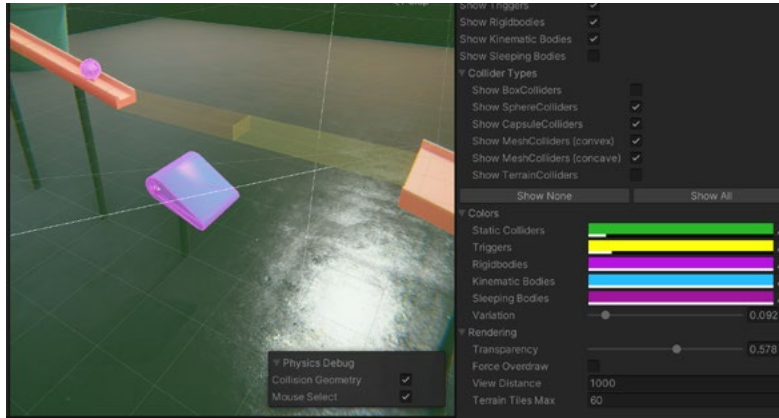 Show Triggers
Show Rigidbodies
Show Kinematic Bodies
Show Sleeping Bodies
Collider Types
Show BoxColliders
Show SphereColliders
Show CapsuleColliders
Show MeshColliders (convex)
Show MeshColliders (concave)
Show TerrainColliders
Show None Show All
Colors
Static Colliders
Triggers
Rigidbodies
Kinematic Bodies
Sleeping Bodies
Variation 0.092
Rendering
Transparency 0.578
Force Overdraw
View Distance 1000
Terrain Tiles Max 60
Physics Debug
Collision Geometry
Mouse Select